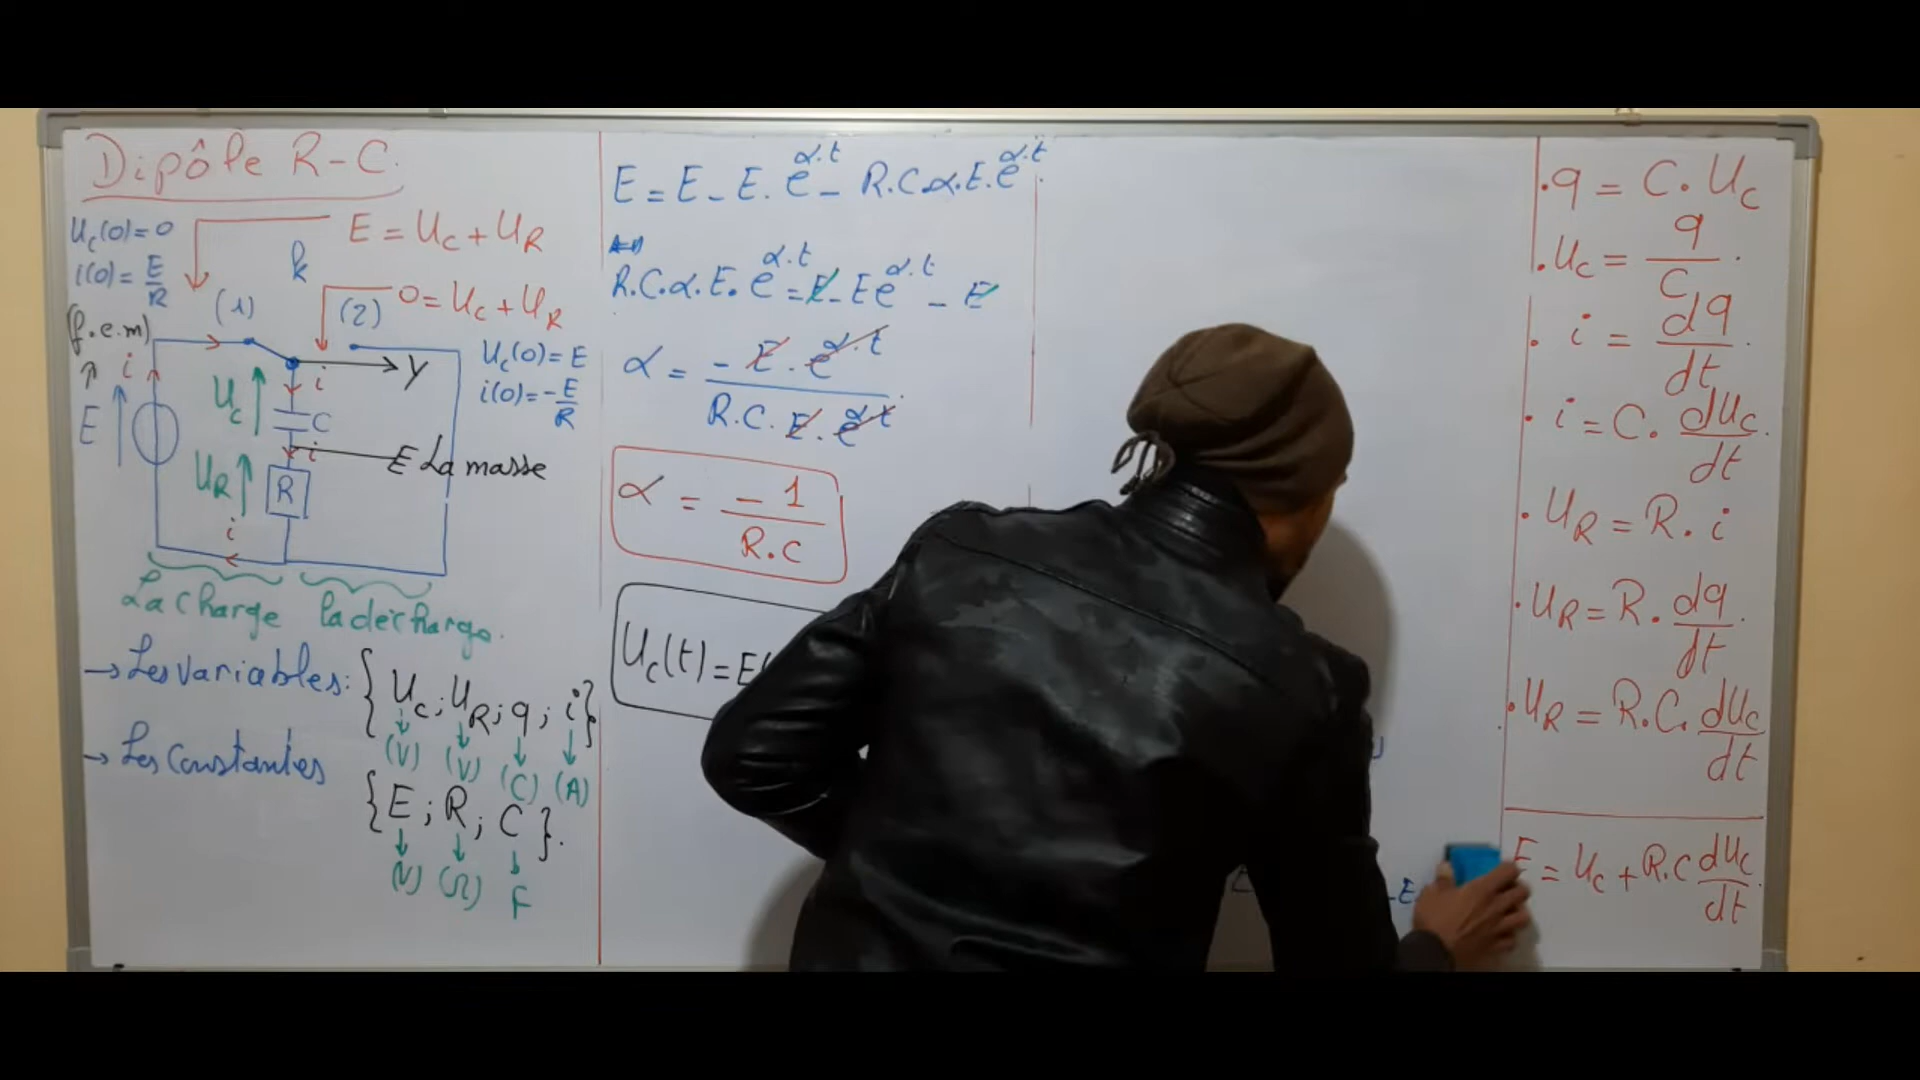 Dipôle R-C.
Uc(0)=0
E = Uc + UR
i(0)= E/R
k
0=Uc+UR
(1)
(2)
(f.e.m)
i
Uc(0)= E
i(0)=-E/R
y
i
Uc
C
E
i
E La masse
UR
R
i
La charge
la décharge.
→ Les variables: {Uc; UR; q; i}
(V) (V) (C) (A)
→ Les Constantes
{E; R; C}.
(V) (Ω) F
E = E - E. e^α.t - R.C.α.E.e^α.t.
R.C.α.E. e^α.t = E - E e^α.t - E
α = - E. e^α.t / R.C. E. e^αt.
α = -1 / R.C
Uc(t) = E(
.q = C. Uc
.Uc = q/C.
. i = dq/dt.
. i = C. dUc/dt.
. UR = R. i
. UR = R. dq/dt.
. UR = R.C. dUc/dt
E = Uc + R.C dUc/dt.